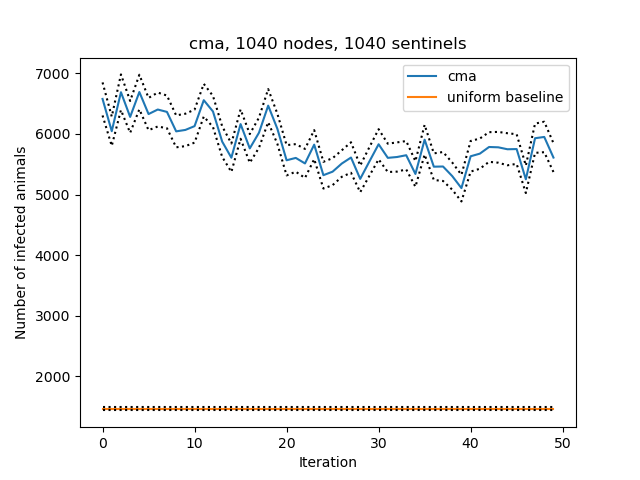 cma, 1040 nodes, 1040 sentinels
cma
uniform baseline
7000
6000
5000
4000
3000
2000
Number of infected animals
0 10 20 30 40 50
Iteration